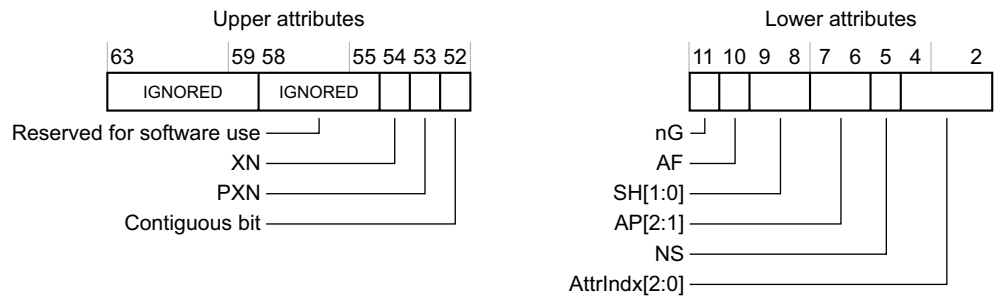 Upper attributes
63 59 58 55 54 53 52
IGNORED IGNORED
Reserved for software use
XN
PXN
Contiguous bit
Lower attributes
11 10 9 8 7 6 5 4 2
nG
AF
SH[1:0]
AP[2:1]
NS
AttrIndx[2:0]